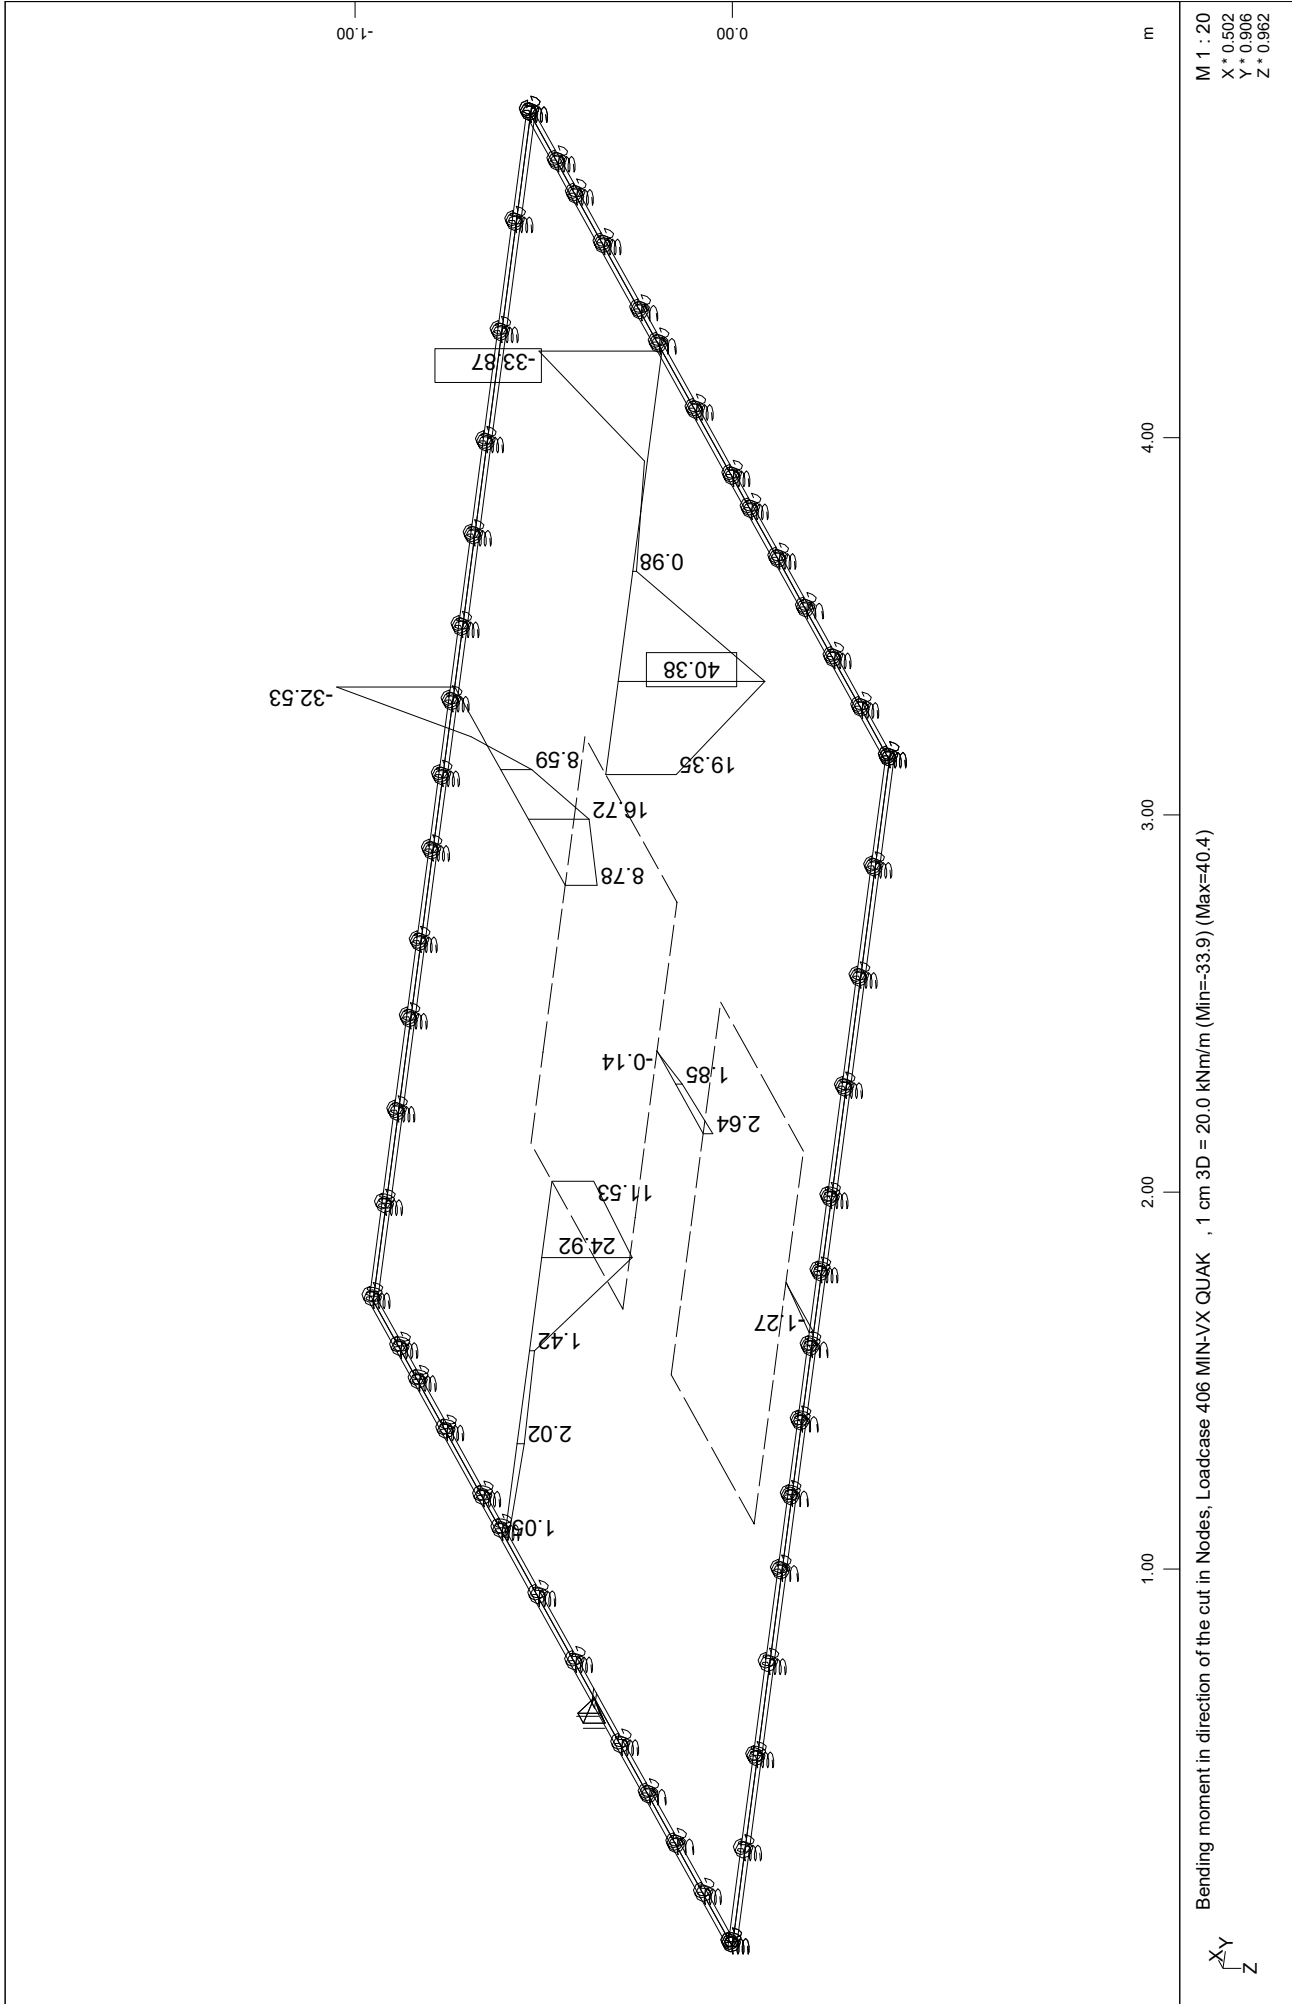 -1.00
0.00
m
M 1 : 20
X * 0.502
Y * 0.906
Z * 0.962
-33.87
4.00
0.98
40.38
-32.53
19.35
8.59
16.72
8.78
3.00
-0.14
1.85
2.64
11.53
24.92
2.00
-1.27
1.42
2.02
1.05
1.00
Bending moment in direction of the cut in Nodes, Loadcase 406 MIN-VX QUAK , 1 cm 3D = 20.0 kNm/m (Min=-33.9) (Max=40.4)
X
Y
Z